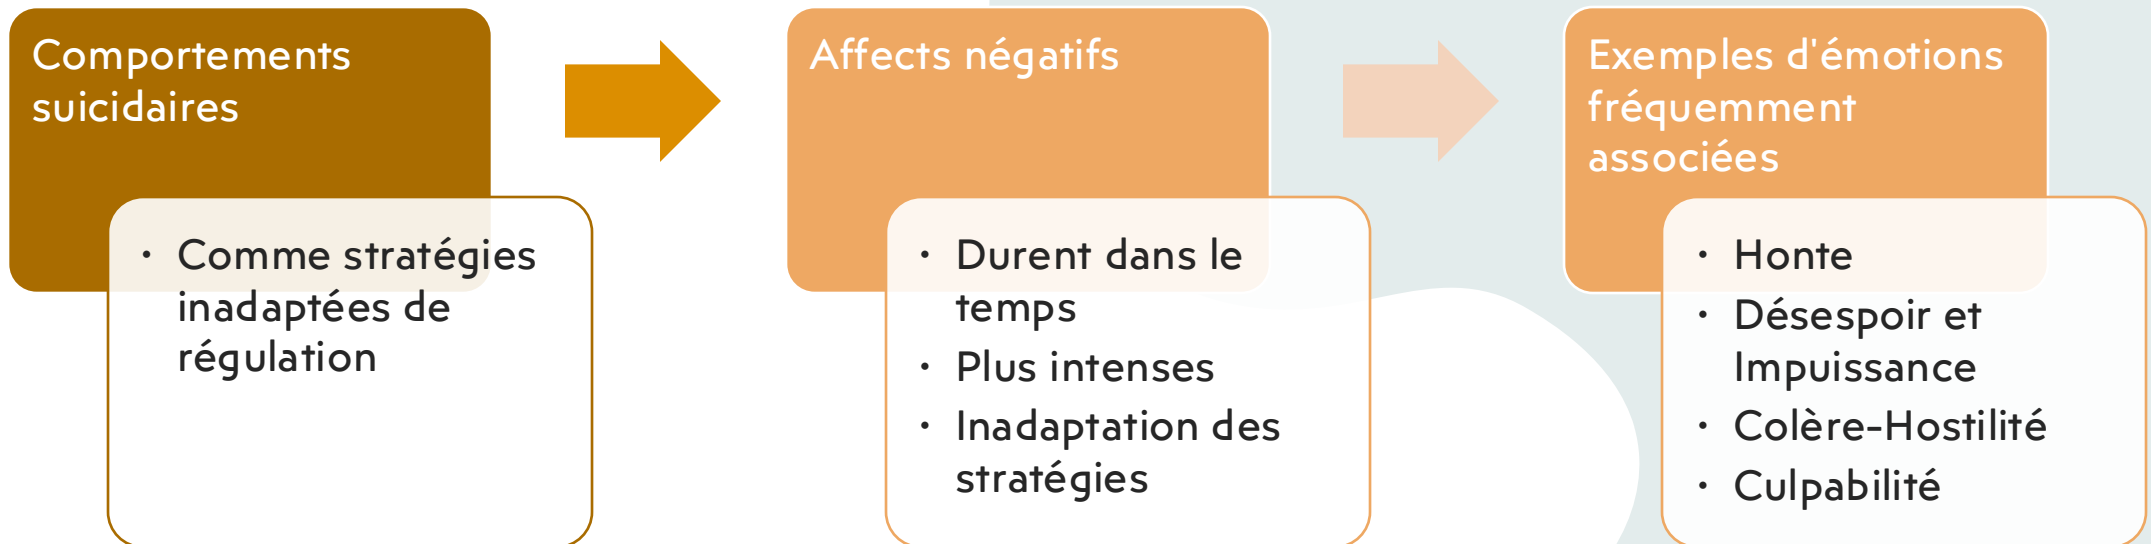 Comportements
suicidaires
• Comme stratégies
inadaptées de
régulation
Affects négatifs
• Durent dans le
temps
• Plus intenses
• Inadaptation des
stratégies
Exemples d'émotions
fréquemment
associées
• Honte
• Désespoir et
Impuissance
• Colère-Hostilité
• Culpabilité